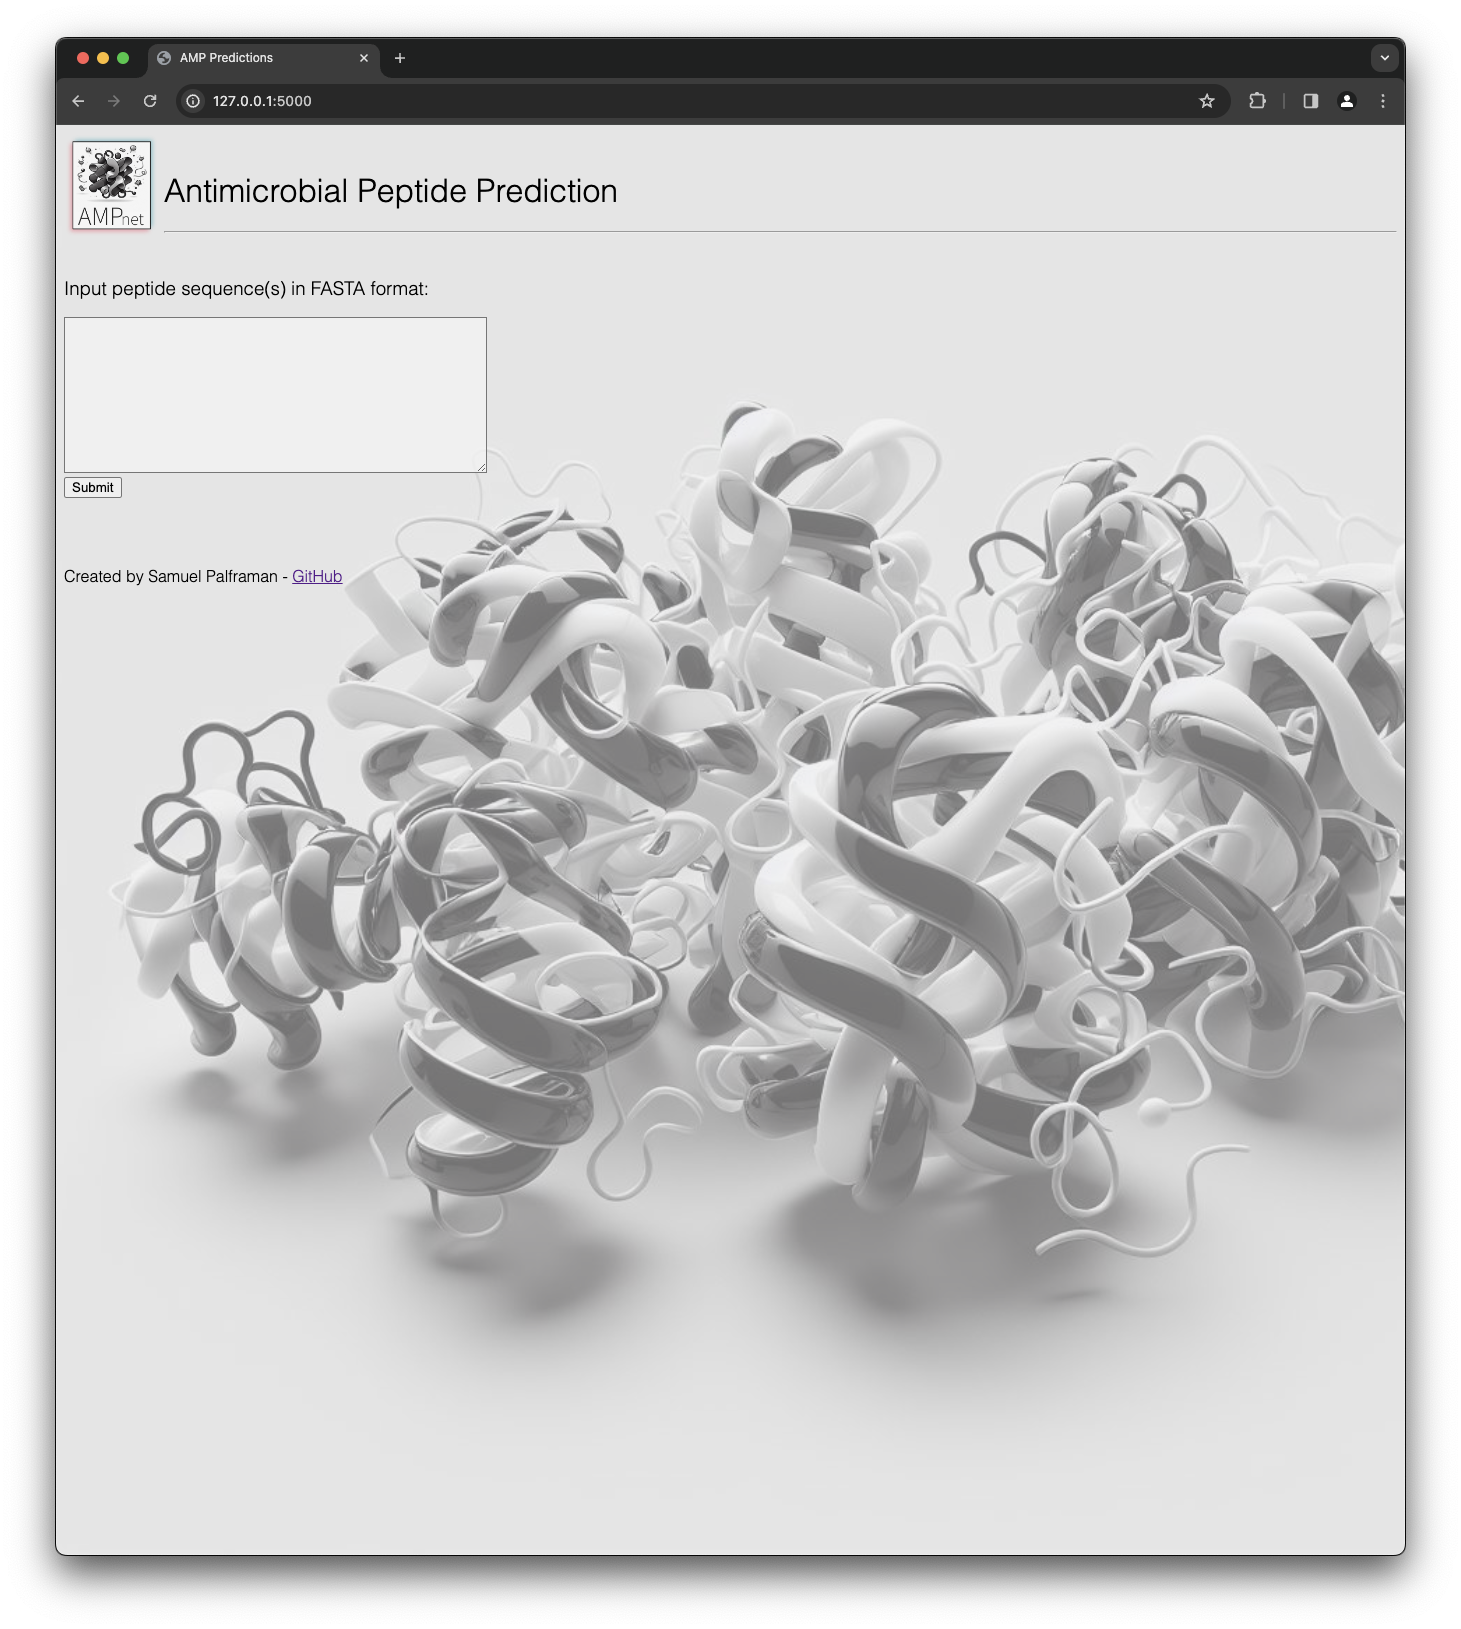 AMP Predictions
127.0.0.1:5000
AMPnet
Antimicrobial Peptide Prediction
Input peptide sequence(s) in FASTA format:
Submit
Created by Samuel Palframan - GitHub